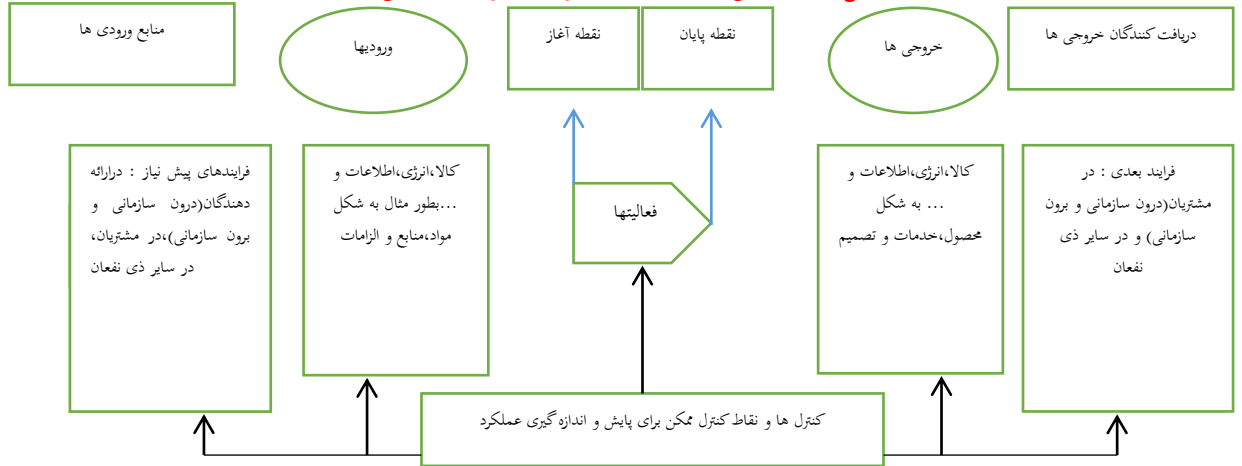 منابع ورودی ها
ورودیها
نقطه آغاز
نقطه پایان
خروجی ها
دریافت کنندگان خروجی ها
فرایندهای پیش نیاز : درارائه
دهندگان(درون سازمانی و
برون سازمانی)،در مشتریان،
در سایر ذی نفعان
کالا،انرژی،اطلاعات و
...بطور مثال به شکل
مواد،منابع و الزامات
فعالیتها
کالا،انرژی،اطلاعات و
... به شکل
محصول،خدمات و تصمیم
فرایند بعدی : در
مشتریان(درون سازمانی و برون
سازمانی) و در سایر ذی
نفعان
کنترل ها و نقاط کنترل ممکن برای پایش و اندازه گیری عملکرد